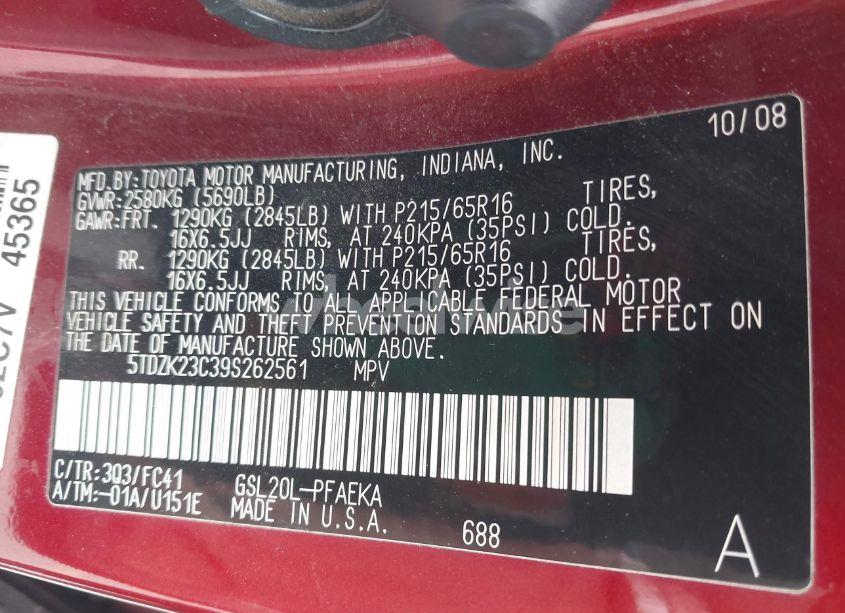 10/08
MFD.BY:TOYOTA MOTOR MANUFACTURING, INDIANA, INC.
GVWR:2580KG (5690LB)
GAWR:FRT. 1290KG (2845LB) WITH P215/65R16 TIRES,
16X6.5JJ RIMS, AT 240KPA (35PSI) COLD.
RR. 1290KG (2845LB) WITH P215/65R16 TIRES,
16X6.5JJ RIMS, AT 240KPA (35PSI) COLD.
THIS VEHICLE CONFORMS TO ALL APPLICABLE FEDERAL MOTOR
VEHICLE SAFETY AND THEFT PREVENTION STANDARDS IN EFFECT ON
THE DATE OF MANUFACTURE SHOWN ABOVE.
5TDZK23C39S262561 MPV
C/TR:3Q3/FC41
A/TM:-01A/U151E
GSL20L-PFAEKA
MADE IN U.S.A.
688
A
45365